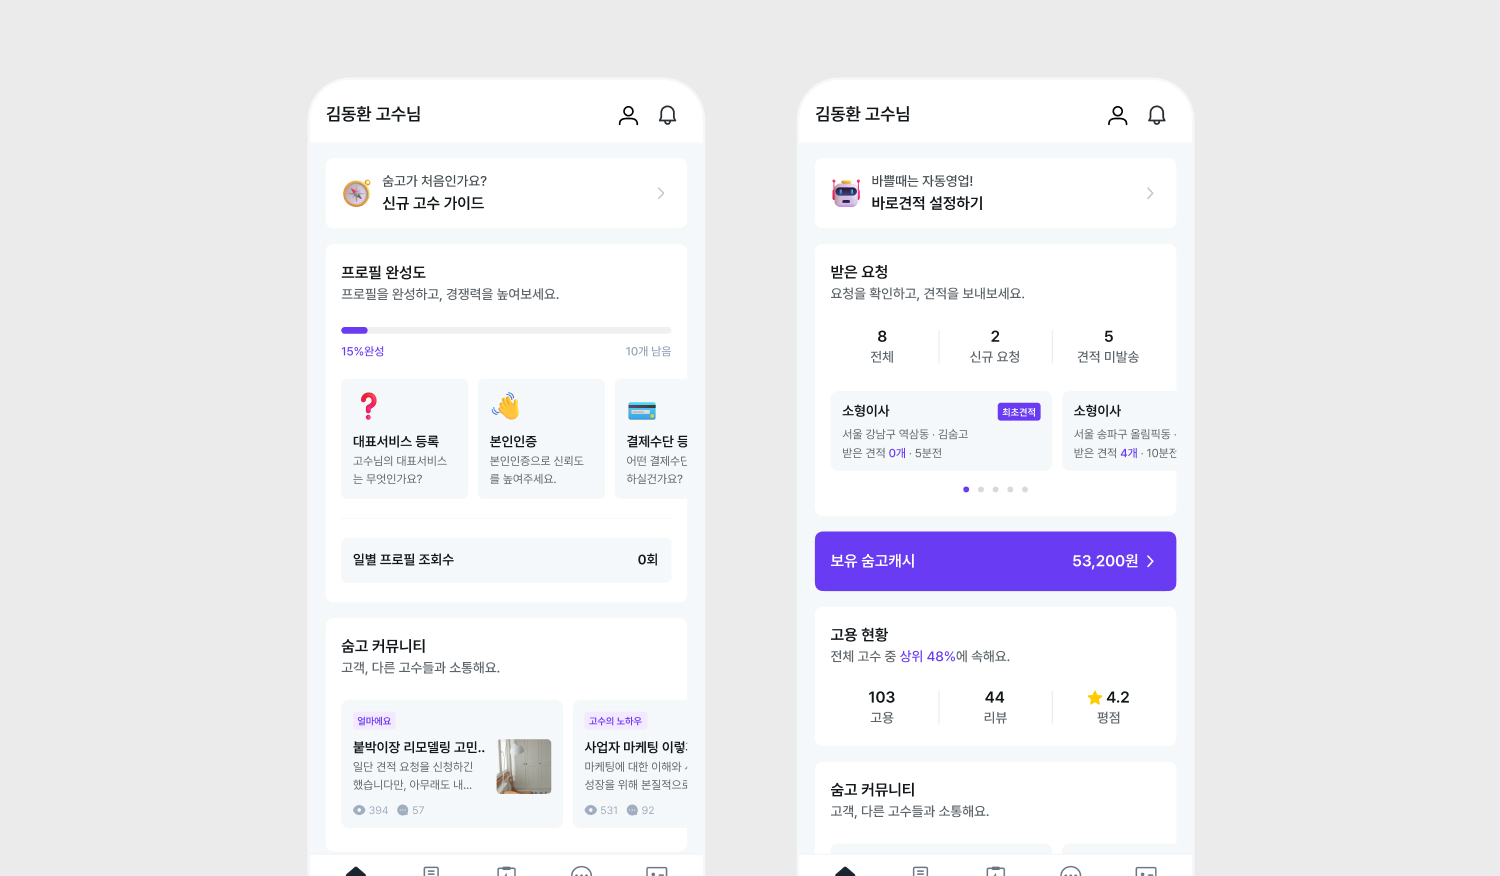 김동환 고수님
숨고가 처음인가요?
신규 고수 가이드
프로필 완성도
프로필을 완성하고, 경쟁력을 높여보세요.
15%완성
10개 남음
대표서비스 등록
고수님의 대표서비스
는 무엇인가요?
본인인증
본인인증으로 신뢰도
를 높여주세요.
결제수단 등
어떤 결제수단
하실건가요?
일별 프로필 조회수
0회
숨고 커뮤니티
고객, 다른 고수들과 소통해요.
얼마에요
붙박이장 리모델링 고민..
일단 견적 요청을 신청하긴
했습니다만, 아무래도 내...
394
57
고수의 노하우
사업자 마케팅 이렇
마케팅에 대한 이해와
성장을 위해 본질적으로
531
92
김동환 고수님
바쁠때는 자동영업!
바로견적 설정하기
받은 요청
요청을 확인하고, 견적을 보내보세요.
8
전체
2
신규 요청
5
견적 미발송
소형이사
최초견적
서울 강남구 역삼동 · 김숨고
받은 견적 0개 · 5분전
소형이사
서울 송파구 올림픽동 ·
받은 견적 4개 · 10분전
보유 숨고캐시
53,200원
고용 현황
전체 고수 중 상위 48%에 속해요.
103
고용
44
리뷰
4.2
평점
숨고 커뮤니티
고객, 다른 고수들과 소통해요.